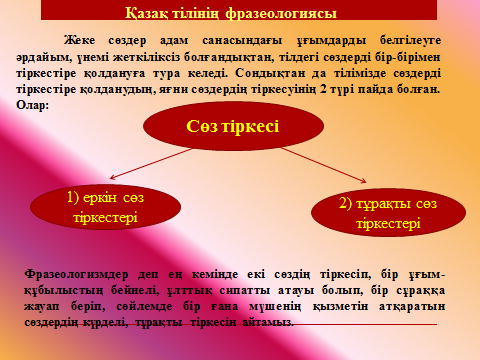 Қазақ тілінің фразеологиясы
Жеке сөздер адам санасындағы ұғымдарды белгілеуге
әрдайым, үнемі жеткіліксіз болғандықтан, тілдегі сөздерді бір-бірімен
тіркестіре қолдануға тура келеді. Сондықтан да тілімізде сөздерді
тіркестіре қолданудың, яғни сөздердің тіркесуінің 2 түрі пайда болған.
Олар:
Сөз тіркесі
1) еркін сөз
тіркестері
2) тұрақты сөз
тіркестері
Фразеологизмдер деп ең кемінде екі сөздің тіркесіп, бір ұғым-
құбылыстың бейнелі, ұлттық сипатты атауы болып, бір сұраққа
жауап беріп, сөйлемде бір ғана мүшенің қызметін атқаратын
сөздердің күрделі, тұрақты тіркесін айтамыз.